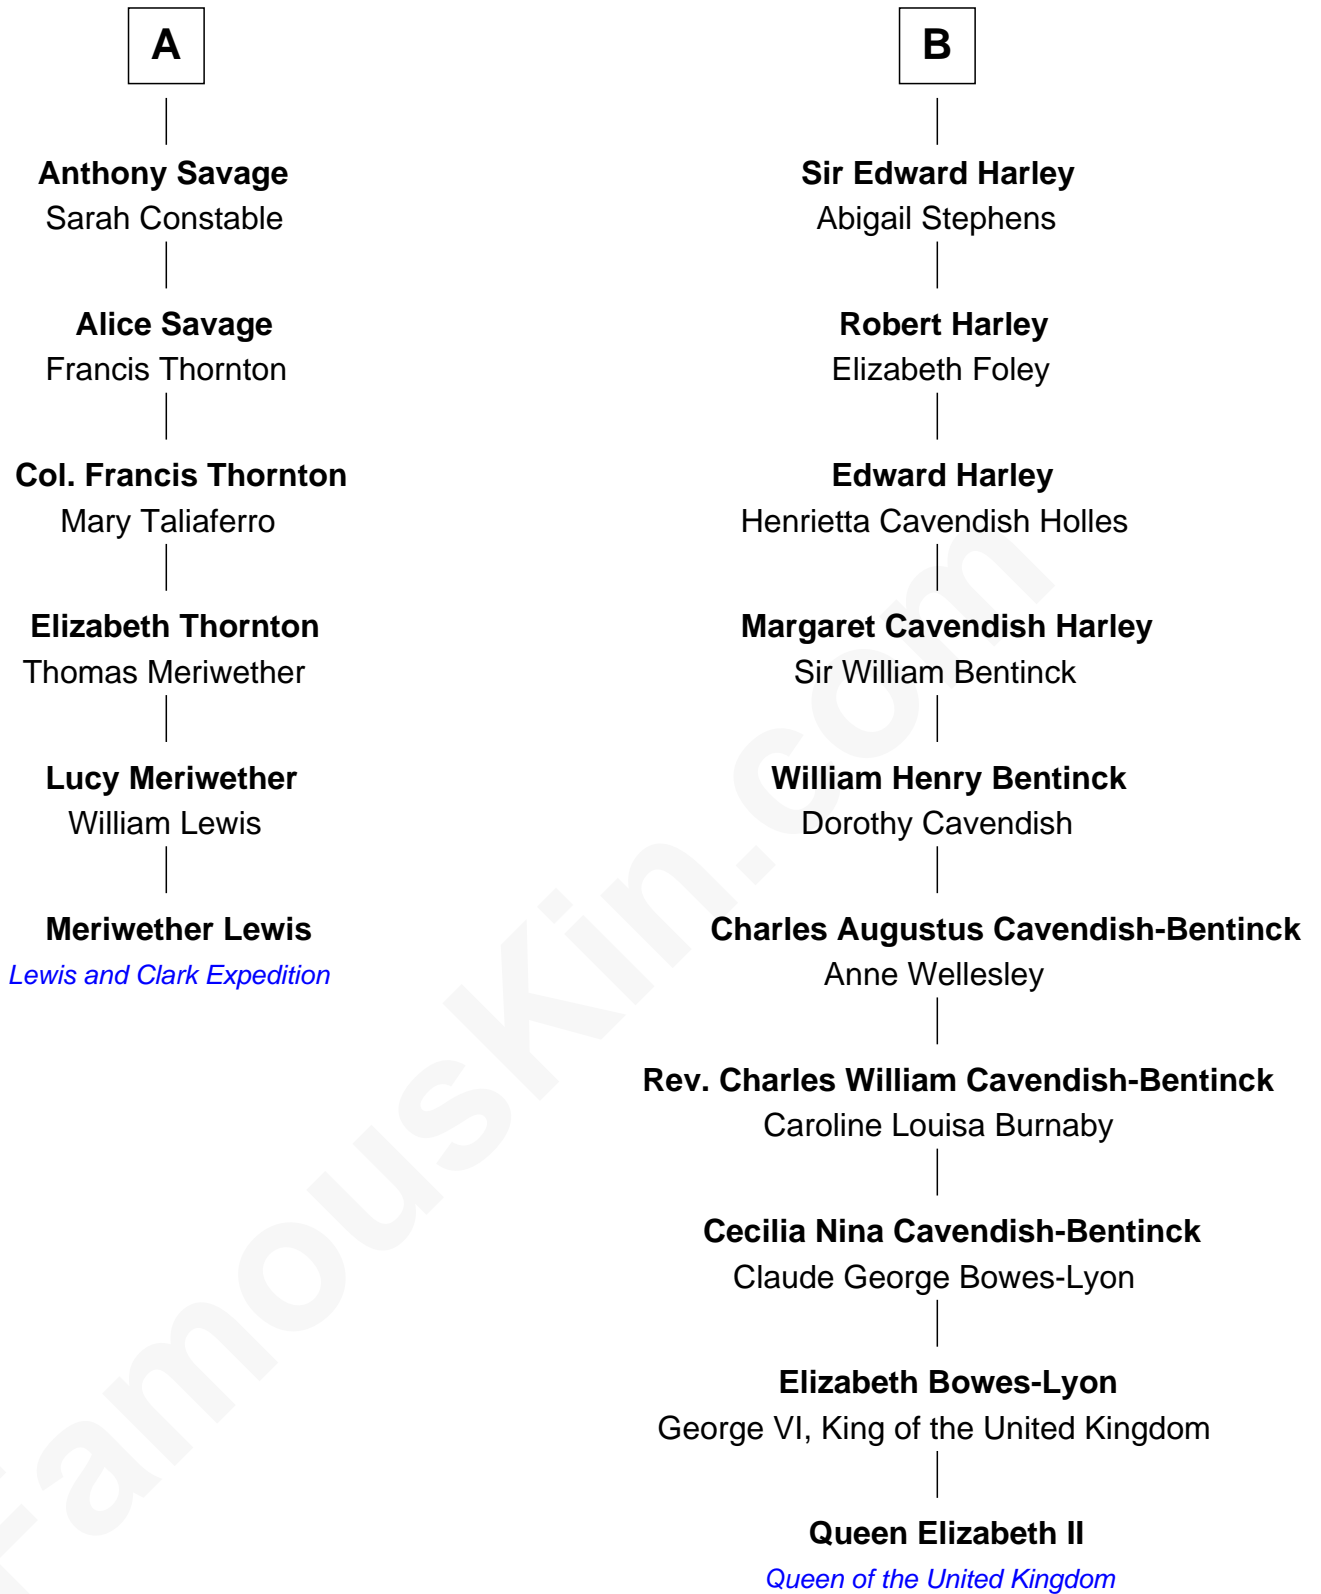 A
Anthony Savage
Sarah Constable
Alice Savage
Francis Thornton
Col. Francis Thornton
Mary Taliaferro
Elizabeth Thornton
Thomas Meriwether
Lucy Meriwether
William Lewis
Meriwether Lewis
Lewis and Clark Expedition
B
Sir Edward Harley
Abigail Stephens
Robert Harley
Elizabeth Foley
Edward Harley
Henrietta Cavendish Holles
Margaret Cavendish Harley
Sir William Bentinck
William Henry Bentinck
Dorothy Cavendish
Charles Augustus Cavendish-Bentinck
Anne Wellesley
Rev. Charles William Cavendish-Bentinck
Caroline Louisa Burnaby
Cecilia Nina Cavendish-Bentinck
Claude George Bowes-Lyon
Elizabeth Bowes-Lyon
George VI, King of the United Kingdom
Queen Elizabeth II
Queen of the United Kingdom
FamousKin.com